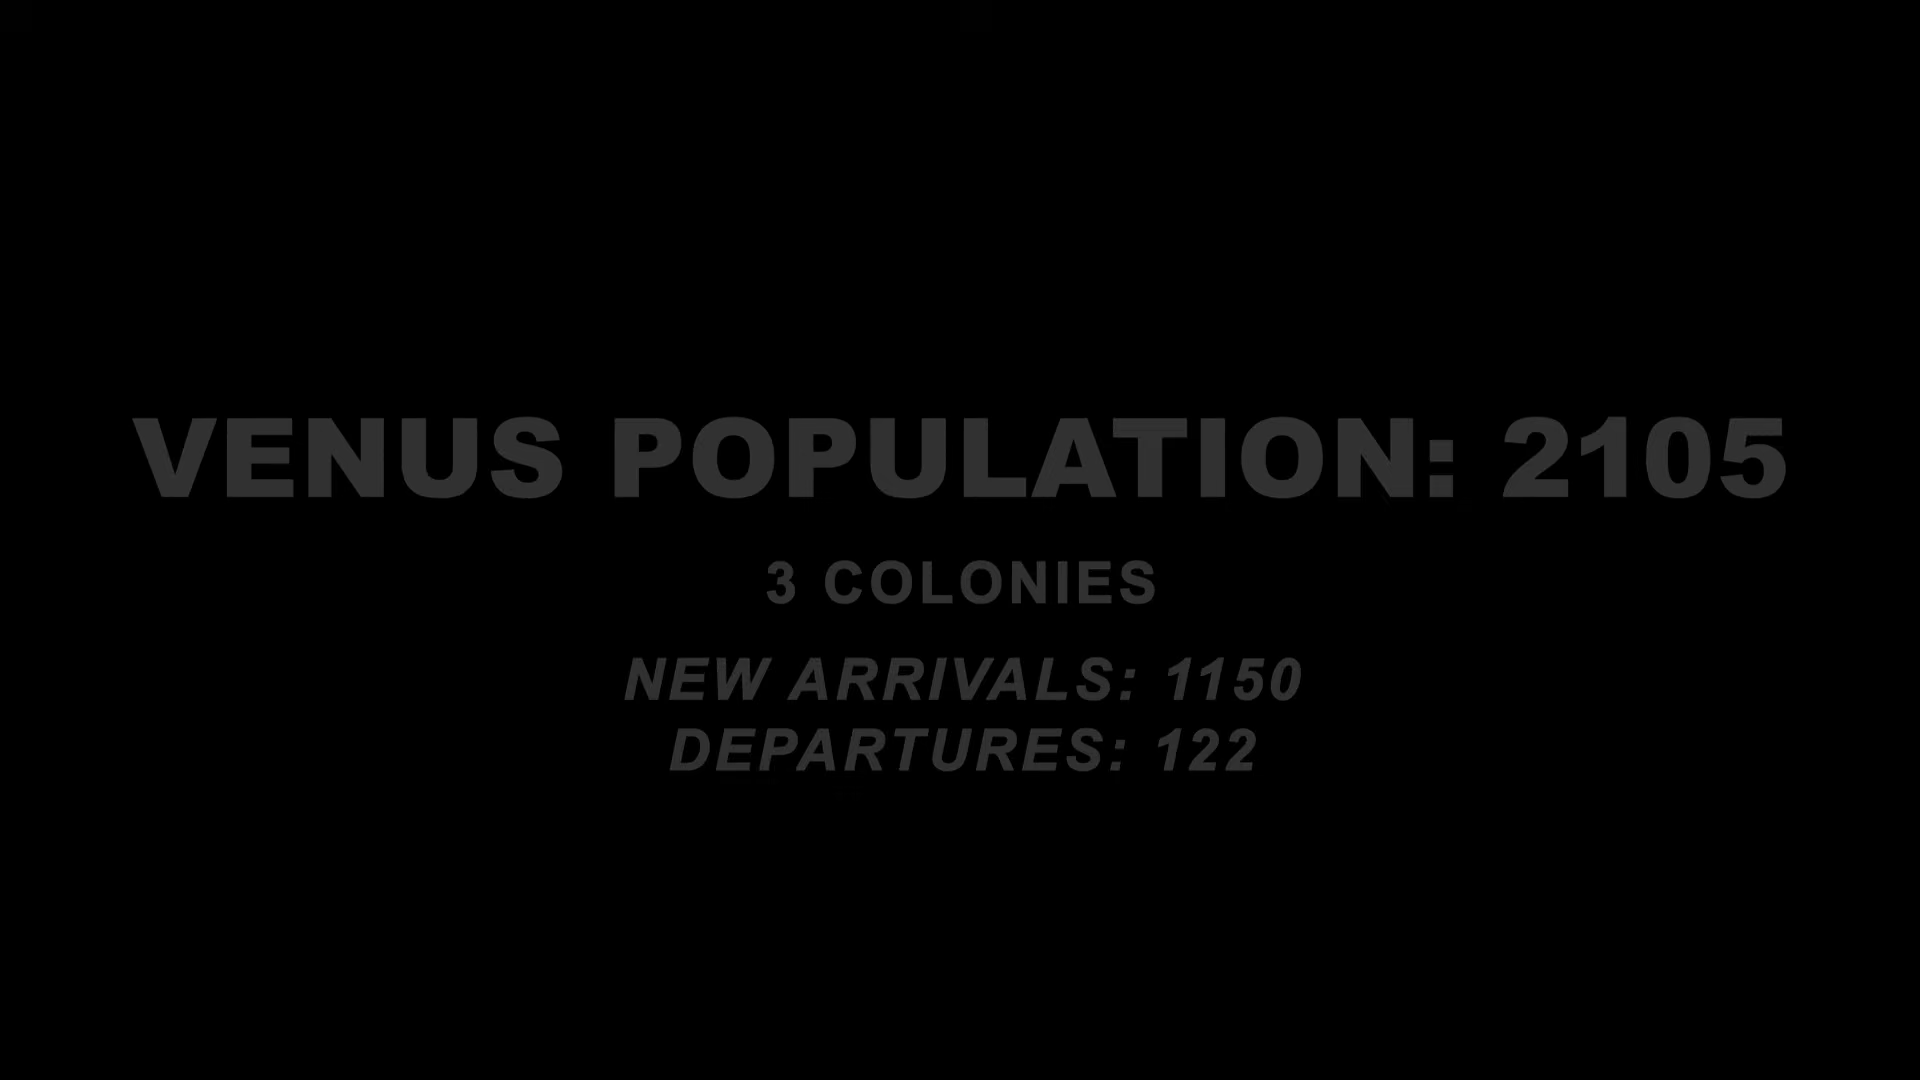 VENUS POPULATION: 2105
3 COLONIES
NEW ARRIVALS: 1150
DEPARTURES: 122